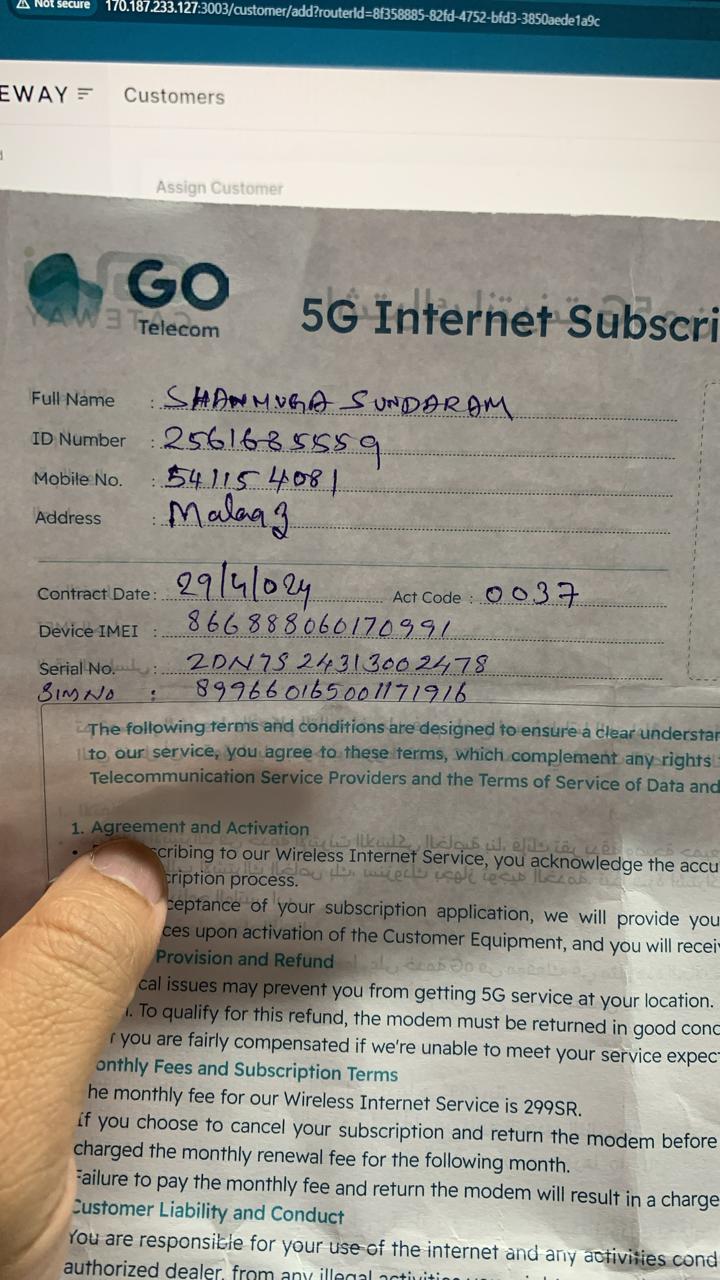 Not secure 170.187.233.127:3003/customer/add?routerId=8f358885-82fd-4752-bfd3-3850aede1a9c
EWAY Customers
Assign Customer
GO
Telecom
5G Internet Subscri
Full Name : SHANMUGA SUNDARAM
ID Number : 2561685559
Mobile No. : 541154081
Address : Malaaz
Contract Date: 29/4/024 Act Code : 0037
Device IMEI : 866888060170991
Serial No. : ZDN7S24313002478
SIM NO : 899660165001171916
The following terms and conditions are designed to ensure a clear understan
to our service, you agree to these terms, which complement any rights
Telecommunication Service Providers and the Terms of Service of Data and
1. Agreement and Activation
• scribing to our Wireless Internet Service, you acknowledge the accu
cription process.
ceptance of your subscription application, we will provide you
ces upon activation of the Customer Equipment, and you will recei
Provision and Refund
cal issues may prevent you from getting 5G service at your location.
. To qualify for this refund, the modem must be returned in good cond
r you are fairly compensated if we're unable to meet your service expect
onthly Fees and Subscription Terms
he monthly fee for our Wireless Internet Service is 299SR.
If you choose to cancel your subscription and return the modem before
charged the monthly renewal fee for the following month.
Failure to pay the monthly fee and return the modem will result in a charge
Customer Liability and Conduct
You are responsible for your use of the internet and any activities cond
authorized dealer, from any illegal